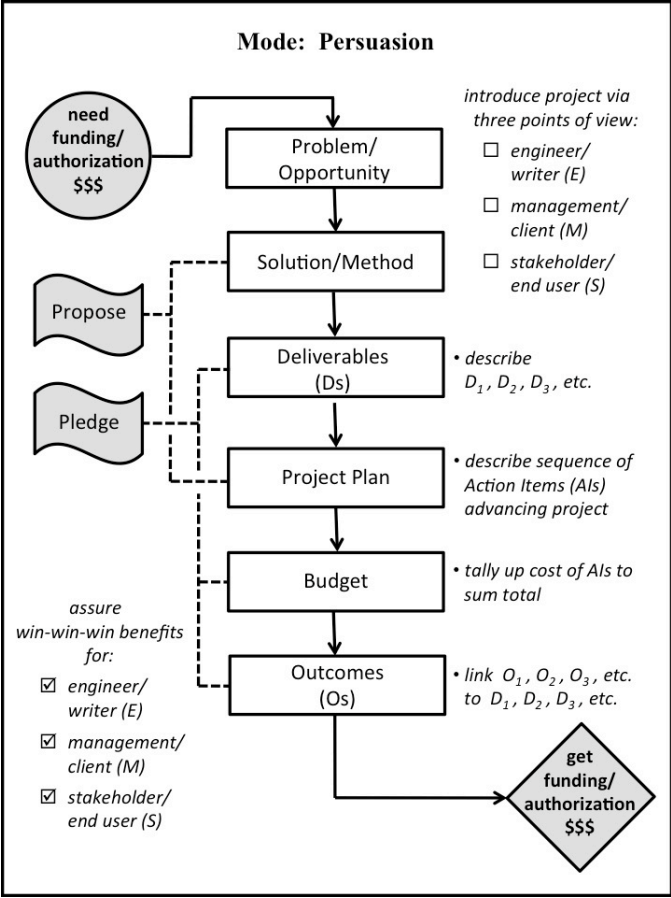 Mode: Persuasion
need
funding/
authorization
$$$
Problem/
Opportunity
introduce project via
three points of view:
☐ engineer/
writer (E)
☐ management/
client (M)
☐ stakeholder/
end user (S)
Solution/Method
Propose
Deliverables
(Ds)
• describe
D₁ , D₂ , D₃ , etc.
Pledge
Project Plan
• describe sequence of
Action Items (AIs)
advancing project
Budget
• tally up cost of AIs to
sum total
assure
win-win-win benefits
for:
☑ engineer/
writer (E)
☑ management/
client (M)
☑ stakeholder/
end user (S)
Outcomes
(Os)
• link O₁ , O₂ , O₃ , etc.
to D₁ , D₂ , D₃ , etc.
get
funding/
authorization
$$$